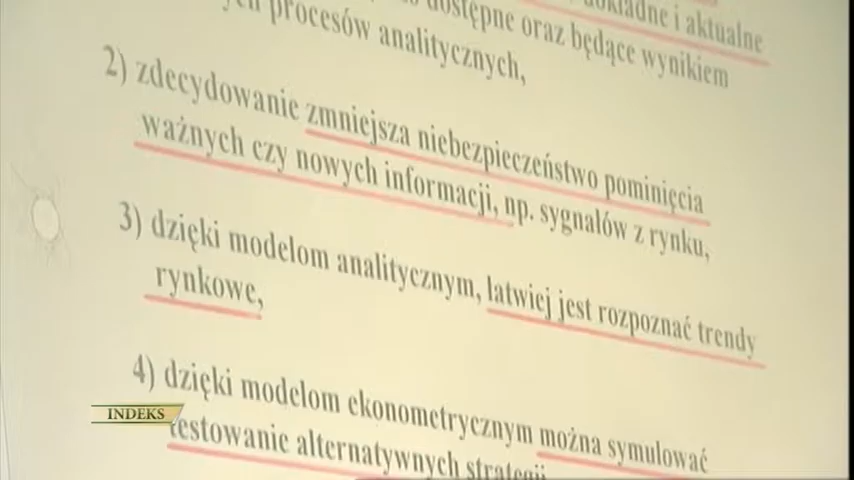 dokładne i aktualne
dostępne oraz będące wynikiem
procesów analitycznych,
2) zdecydowanie zmniejsza niebezpieczeństwo pominięcia
ważnych czy nowych informacji, np. sygnałów z rynku,
3) dzięki modelom analitycznym, łatwiej jest rozpoznać trendy
rynkowe,
4) dzięki modelom ekonometrycznym można symulować
testowanie alternatywnych strategii
INDEKS